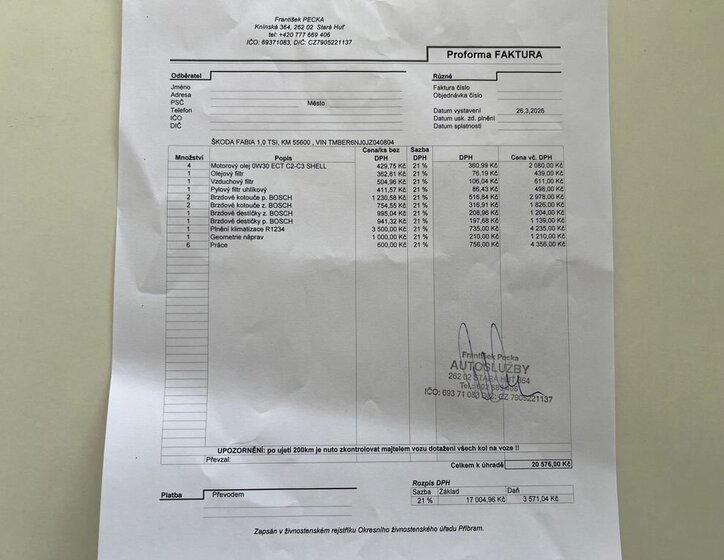 František PECKA
Knínská 364, 262 02 Stará Huť
tel: +420 777 669 406
IČO: 69371083, DIČ: CZ7905221137
Proforma FAKTURA
Odběratel
Různé
Jméno
Adresa
PSČ Město
Telefon
IČO
DIČ
Faktura číslo
Objednávka číslo
Datum vystavení 26.3.2026
Datum usk. zd. plnění
Datum splatnosti
ŠKODA FABIA 1,0 TSI, KM 55600 , VIN TMBER6NJ0JZ040804
Množství Popis Cena/ks bez DPH Sazba DPH DPH Cena vč. DPH
4 Motorový olej 0W30 ECT C2-C3 SHELL 429,75 Kč 21 % 360,99 Kč 2 080,00 Kč
1 Olejový filtr 362,81 Kč 21 % 76,19 Kč 439,00 Kč
1 Vzduchový filtr 504,96 Kč 21 % 106,04 Kč 611,00 Kč
1 Pylový filtr uhlíkový 411,57 Kč 21 % 86,43 Kč 498,00 Kč
2 Brzdové kotouče p. BOSCH 1 230,58 Kč 21 % 516,84 Kč 2 978,00 Kč
2 Brzdové kotouče z. BOSCH 754,55 Kč 21 % 316,91 Kč 1 826,00 Kč
1 Brzdové destičky z. BOSCH 995,04 Kč 21 % 208,96 Kč 1 204,00 Kč
1 Brzdové destičky p. BOSCH 941,32 Kč 21 % 197,68 Kč 1 139,00 Kč
1 Plnění klimatizace R1234 3 500,00 Kč 21 % 735,00 Kč 4 235,00 Kč
1 Geometrie náprav 1 000,00 Kč 21 % 210,00 Kč 1 210,00 Kč
6 Práce 600,00 Kč 21 % 756,00 Kč 4 356,00 Kč
František Pecka
AUTOSLUŽBY
262 02 STARÁ HUŤ 364
Tel.: 602
IČO: 693 71 083 DIČ: CZ 7905221137
UPOZORNĚNÍ: po ujetí 200km je nuto zkontrolovat majtelem vozu dotažení všech kol na voze !!
Převzal:
Celkem k úhradě 20 576,00 Kč
Rozpis DPH
Sazba Základ Daň
21 % 17 004,96 Kč 3 571,04 Kč
Platba Převodem
Zapsán v živnostenském rejstříku Okresního živnostenského úřadu Příbram.